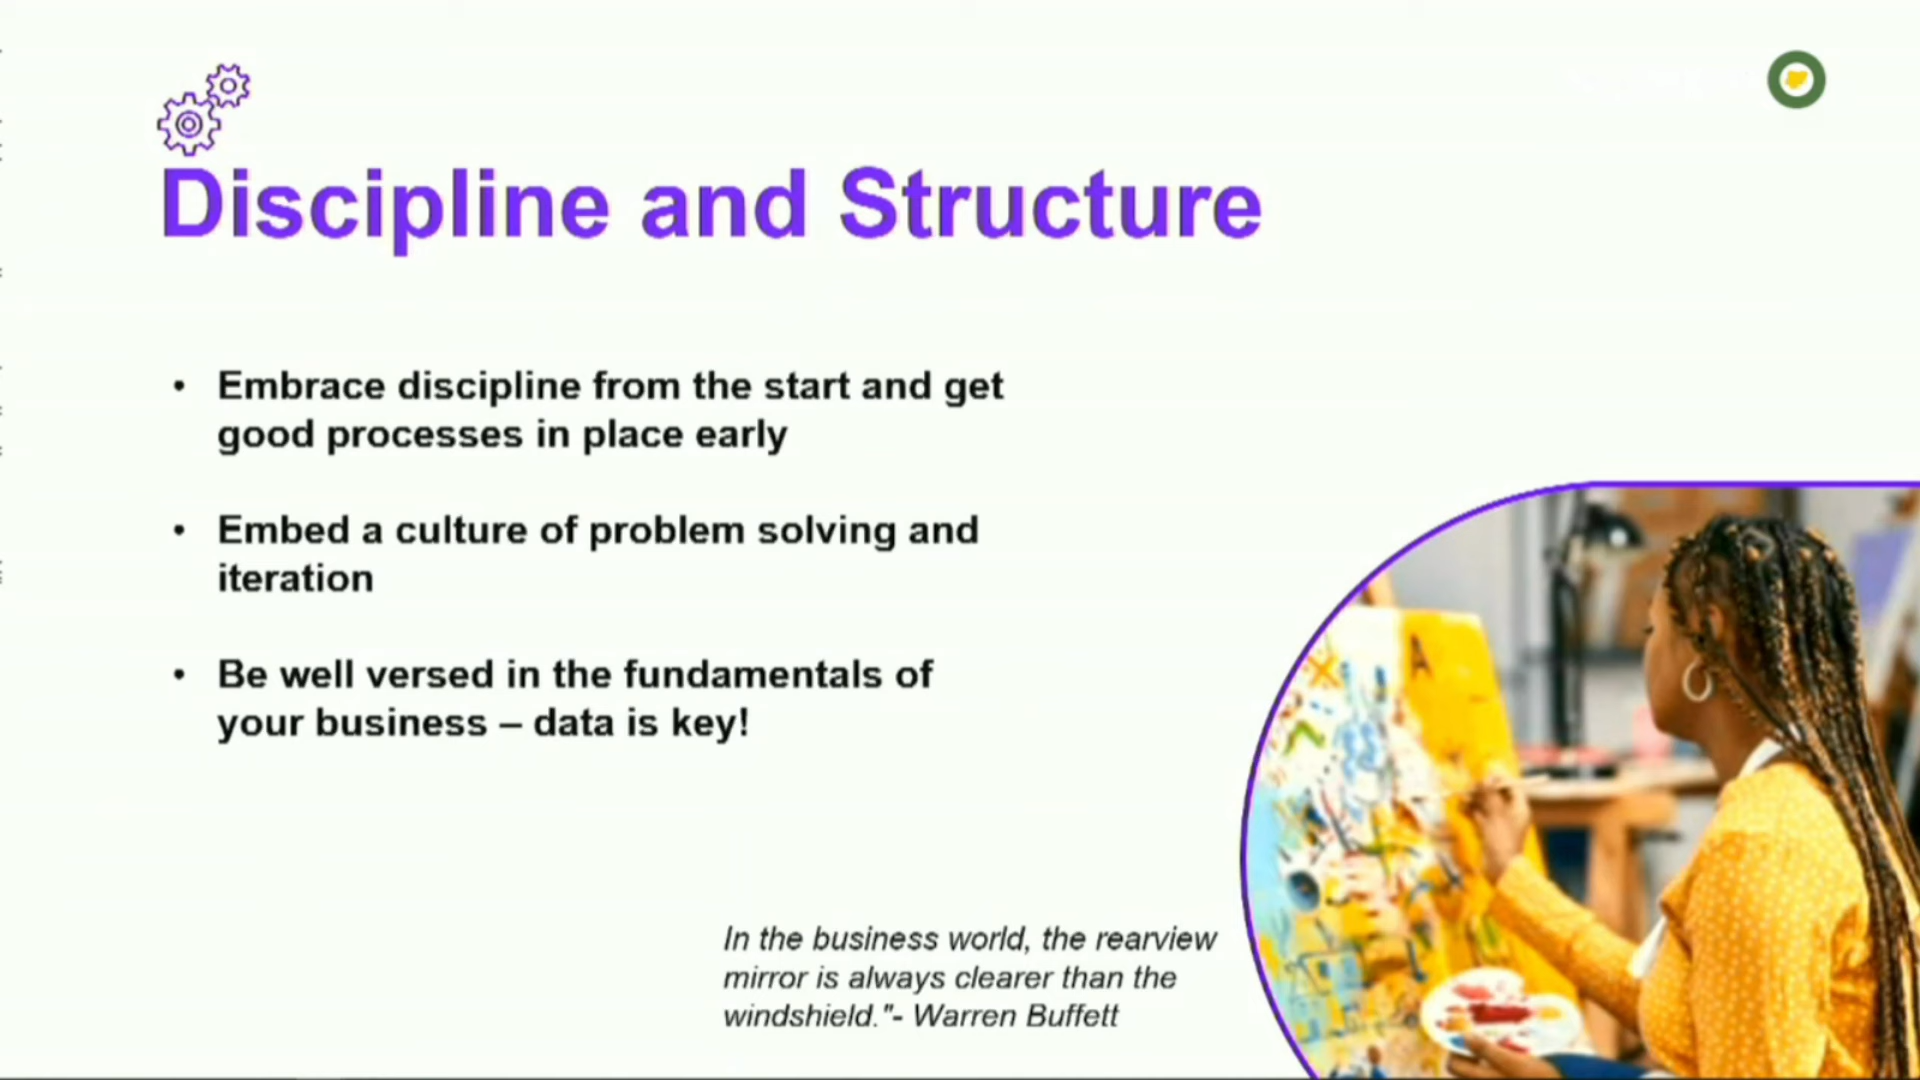 Discipline and Structure
• Embrace discipline from the start and get
good processes in place early
• Embed a culture of problem solving and
iteration
• Be well versed in the fundamentals of
your business – data is key!
In the business world, the rearview
mirror is always clearer than the
windshield."- Warren Buffett